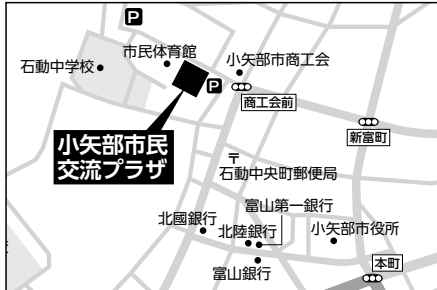 P
市民体育館
石動中学校
小矢部市商工会
P
商工会前
小矢部市民
交流プラザ
新富町
〒
石動中央町郵便局
富山第一銀行
北國銀行
北陸銀行
小矢部市役所
富山銀行
本町